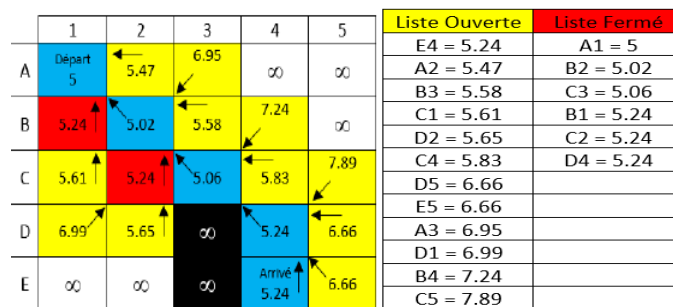 1 2 3 4 5
A Départ 5 5.47 6.95 ∞ ∞
B 5.24 5.02 5.58 7.24 ∞
C 5.61 5.24 5.06 5.83 7.89
D 6.99 5.65 ∞ 5.24 6.66
E ∞ ∞ ∞ Arrivé 5.24 6.66
Liste Ouverte Liste Fermé
E4 = 5.24 A1 = 5
A2 = 5.47 B2 = 5.02
B3 = 5.58 C3 = 5.06
C1 = 5.61 B1 = 5.24
D2 = 5.65 C2 = 5.24
C4 = 5.83 D4 = 5.24
D5 = 6.66
E5 = 6.66
A3 = 6.95
D1 = 6.99
B4 = 7.24
C5 = 7.89